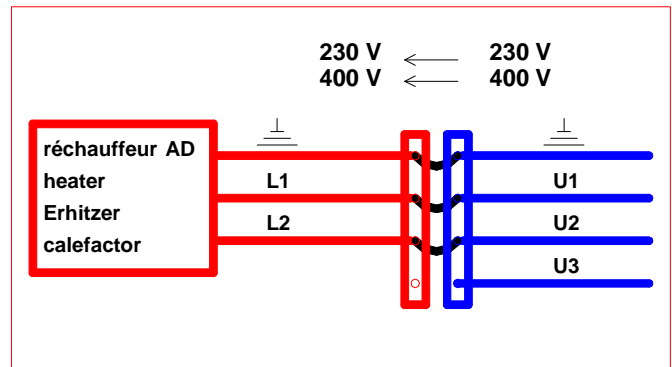 230 V 230 V
400 V 400 V
réchauffeur AD
heater
Erhitzer
calefactor
L1
L2
U1
U2
U3